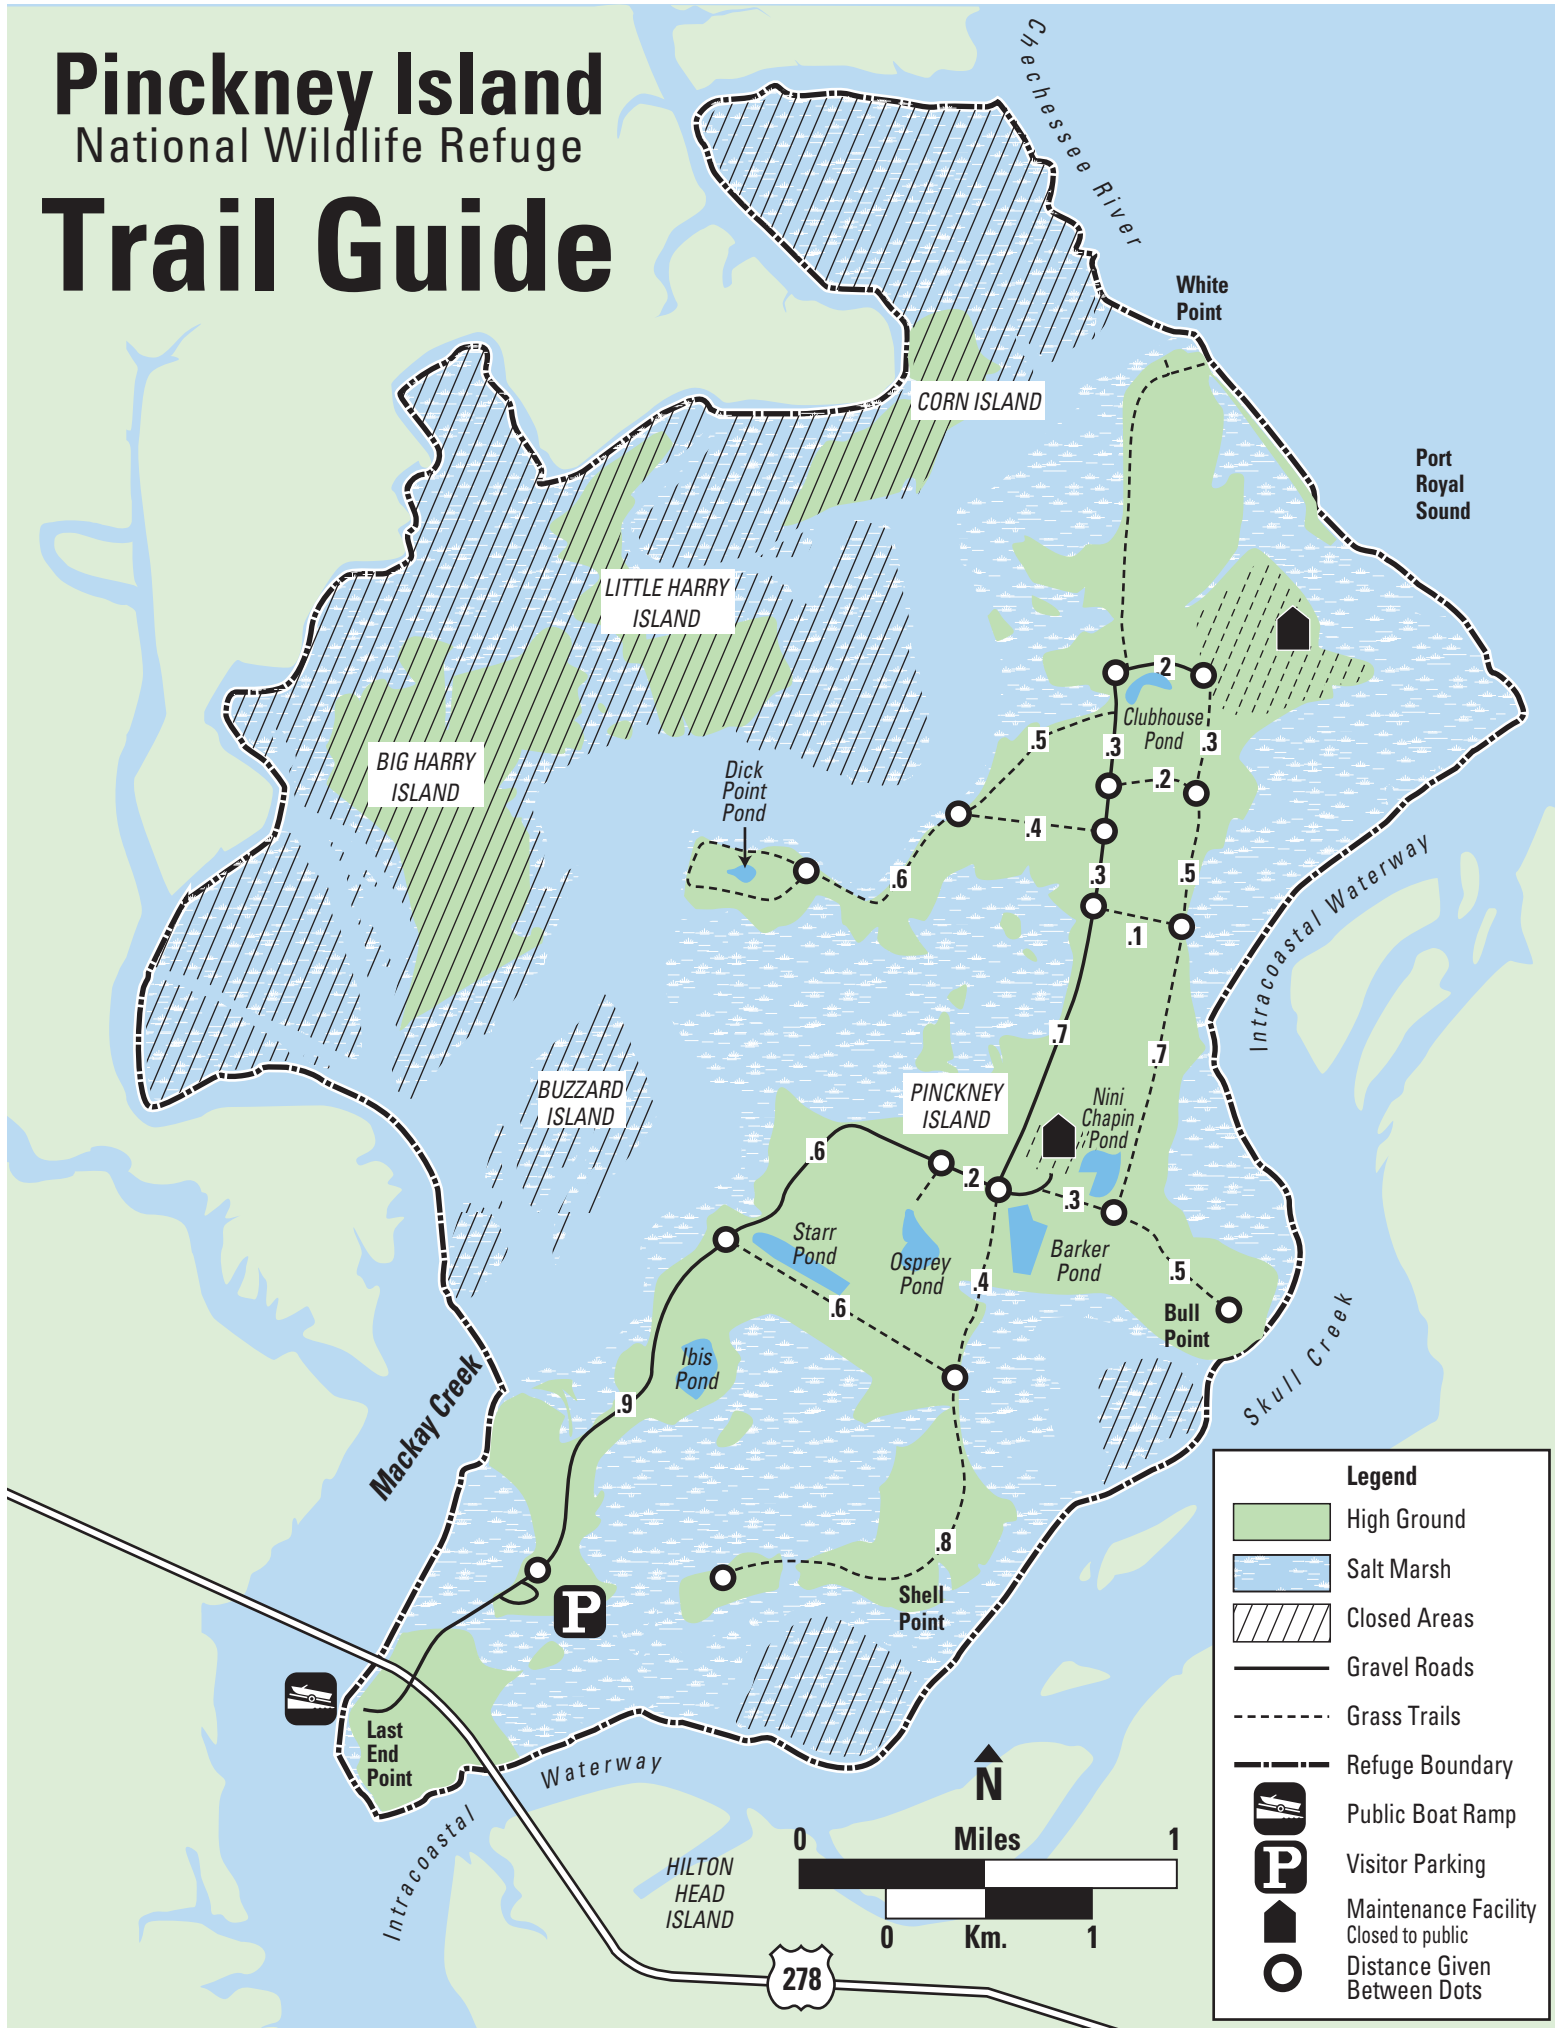 Pinckney Island
National Wildlife Refuge
Trail Guide
Chechessee River
White
Point
CORN ISLAND
Port
Royal
Sound
LITTLE HARRY
ISLAND
.2
Clubhouse
Pond
.5
.3
.3
BIG HARRY
ISLAND
Dick
Point
Pond
.2
.4
.6
.3
.5
Intracoastal Waterway
.1
.7
.7
BUZZARD
ISLAND
PINCKNEY
ISLAND
Nini
Chapin
Pond
.6
.2
.3
Starr
Pond
Osprey
Pond
Barker
Pond
.4
.5
.6
Bull
Point
Skull Creek
Ibis
Pond
Mackay Creek
.9
.8
Shell
Point
P
Last
End
Point
Intracoastal Waterway
N
0 Miles 1
0 Km. 1
HILTON
HEAD
ISLAND
278
Legend
High Ground
Salt Marsh
Closed Areas
Gravel Roads
Grass Trails
Refuge Boundary
Public Boat Ramp
P Visitor Parking
Maintenance Facility
Closed to public
Distance Given
Between Dots